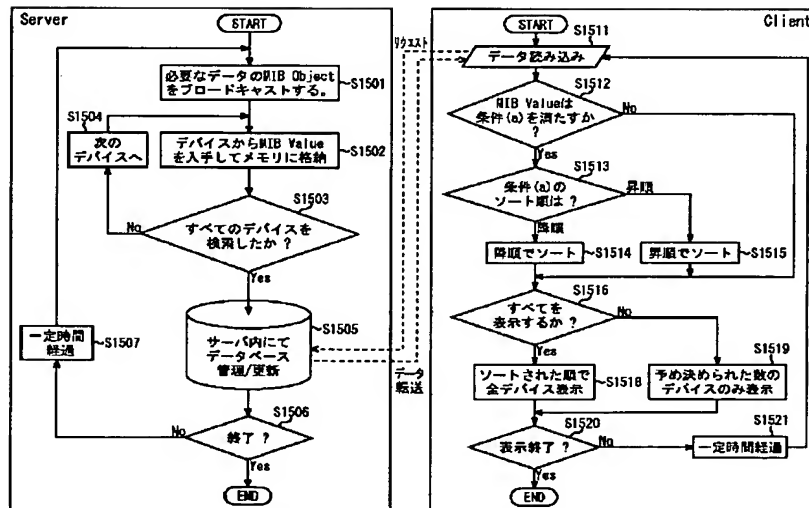 Server
START
必要なデータのMIB Object
をブロードキャストする。
S1501
S1504
次の
デバイスへ
デバイスからMIB Value
を入手してメモリに格納
S1502
S1503
すべてのデバイスを
検索したか ?
No
Yes
サーバ内にて
データベース
管理/更新
S1505
一定時間
経過
S1507
S1506
終了 ?
No
Yes
END
リクエスト
データ
転送
Client
START
S1511
データ読み込み
S1512
MIB Valueは
条件(a)を満たすか
?
No
Yes
S1513
条件(a)の
ソート順は ?
昇順
降順
降順でソート
S1514
昇順でソート
S1515
S1516
すべてを
表示するか ?
No
Yes
ソートされた順で
全デバイス表示
S1518
S1519
予め決められた数の
デバイスのみ表示
S1520
表示終了 ?
No
S1521
一定時間経過
Yes
END